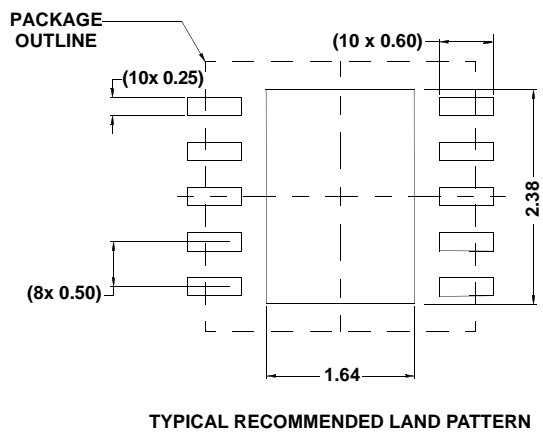 PACKAGE
OUTLINE
(10 x 0.60)
(10x 0.25)
2.38
(8x 0.50)
1.64
TYPICAL RECOMMENDED LAND PATTERN